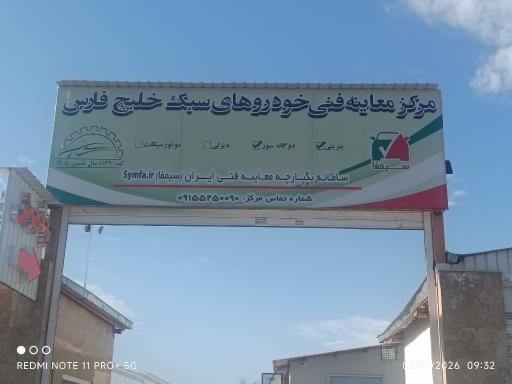 مرکز معاینه فنی خودروهای سبک خلیج فارس
بنزینی
دوگانه سوز
دیزلی
موتورسیکلت
سیمفا
سامانه یکپارچه معاینه فنی ایران (سیمفا) Symfa.ir
شماره تماس مرکز: ۰۹۱۵۵۲۵۰۰۹۰
REDMI NOTE 11 PRO+ 5G
2026 09:32